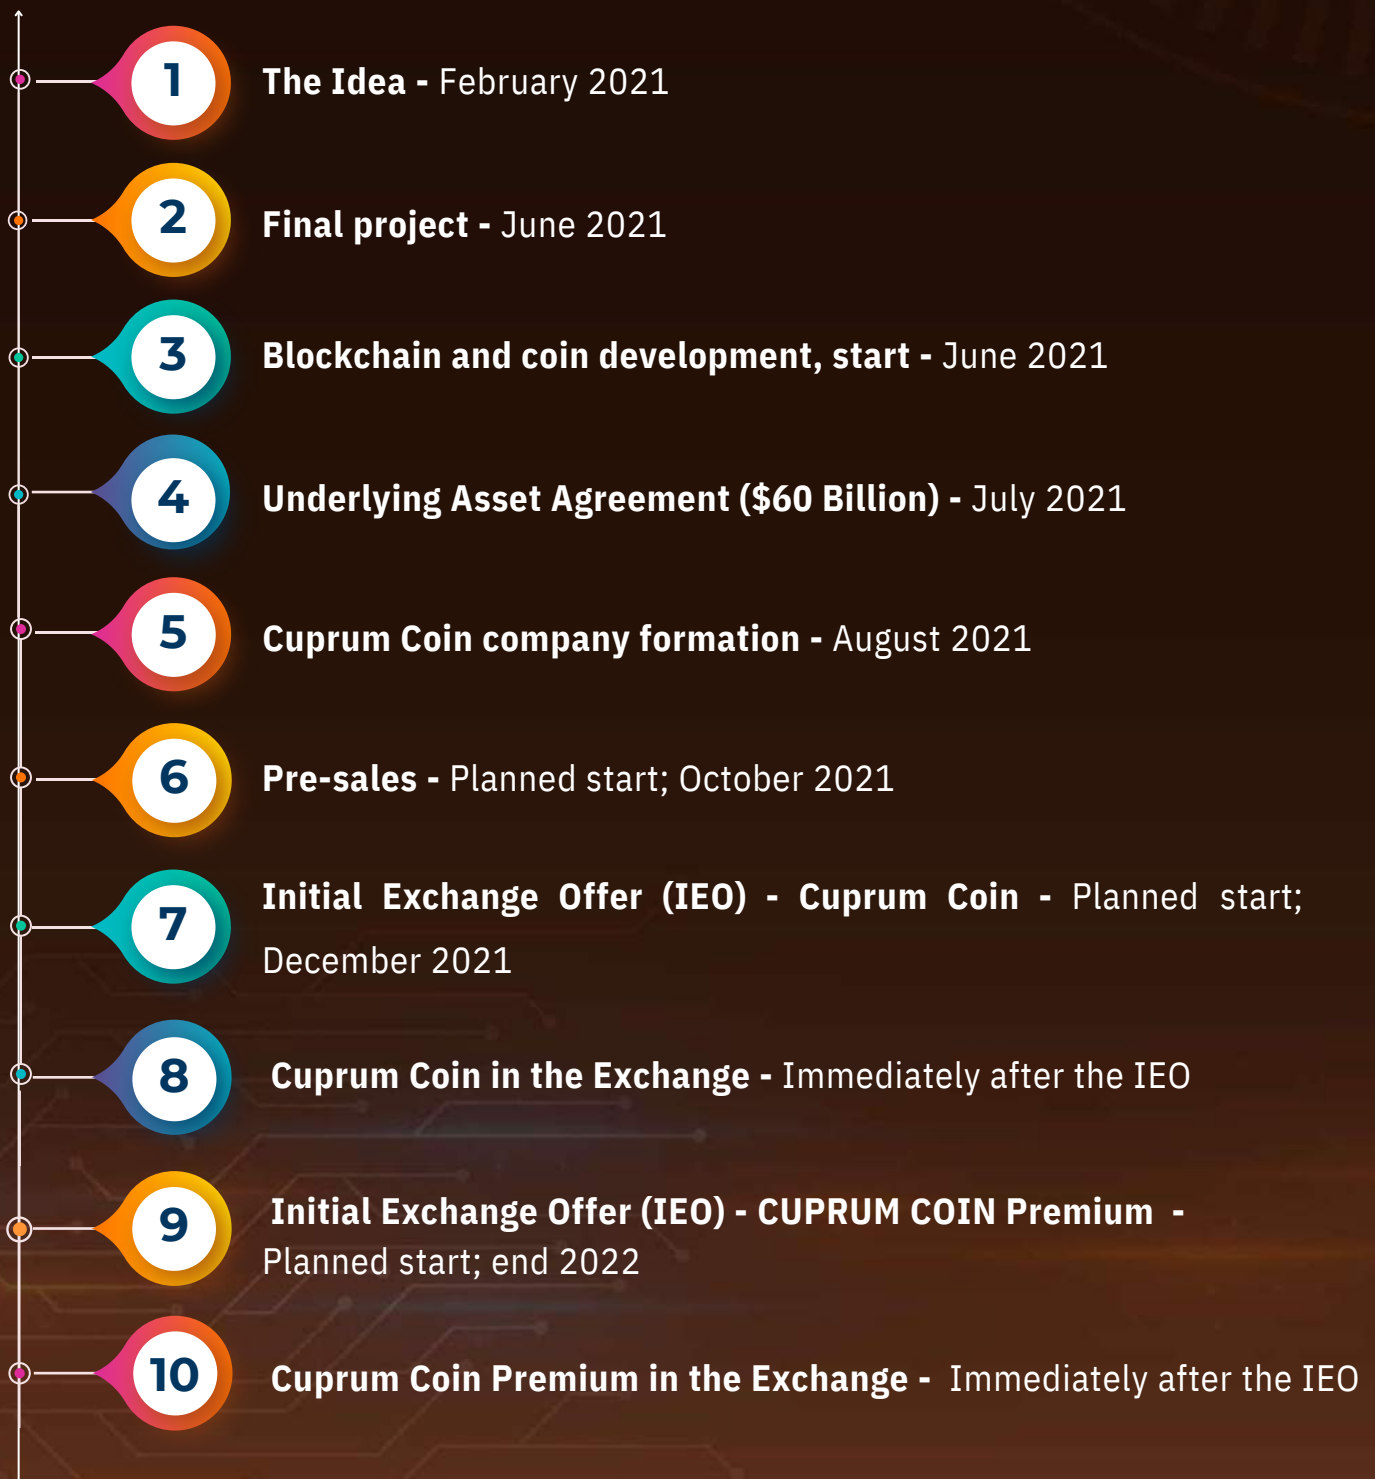 1
The Idea - February 2021
2
Final project - June 2021
3
Blockchain and coin development, start - June 2021
4
Underlying Asset Agreement ($60 Billion) - July 2021
5
Cuprum Coin company formation - August 2021
6
Pre-sales - Planned start; October 2021
7
Initial Exchange Offer (IEO) - Cuprum Coin - Planned start;
December 2021
8
Cuprum Coin in the Exchange - Immediately after the IEO
9
Initial Exchange Offer (IEO) - CUPRUM COIN Premium -
Planned start; end 2022
10
Cuprum Coin Premium in the Exchange - Immediately after the IEO